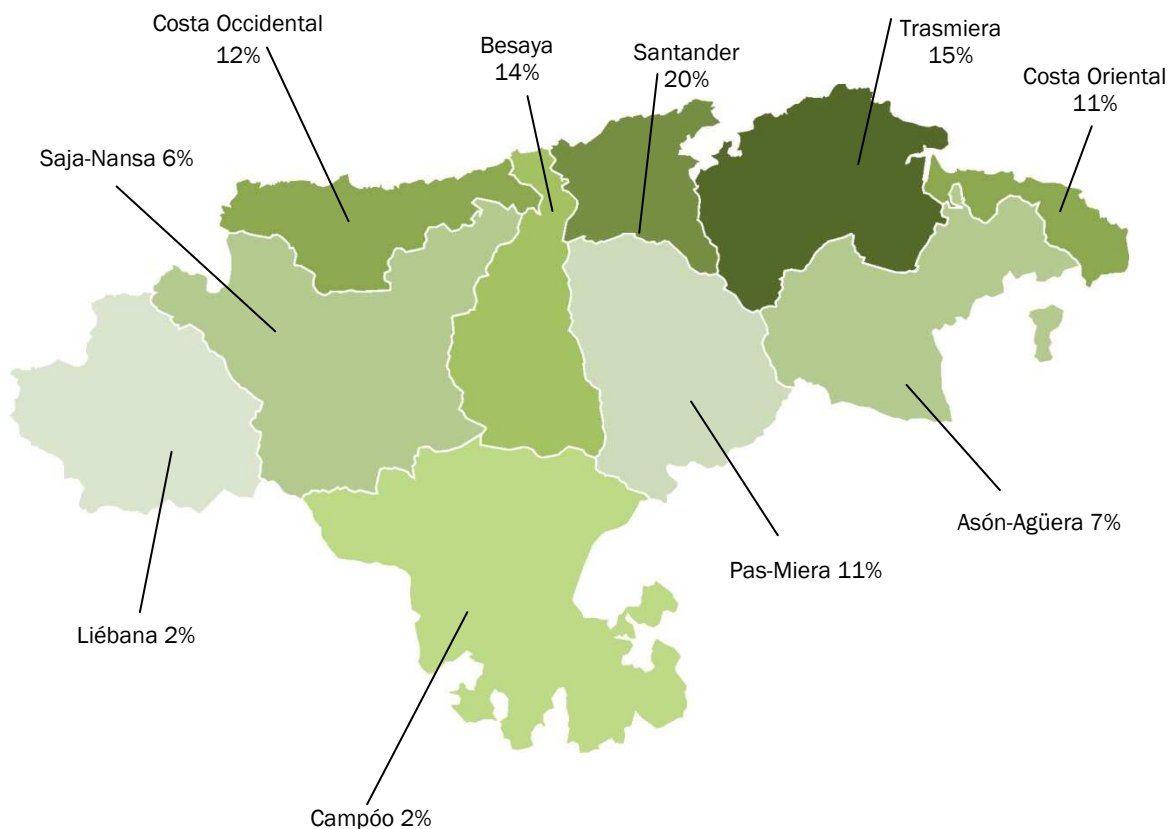 Costa Occidental
12%
Besaya
14%
Santander
20%
Trasmiera
15%
Costa Oriental
11%
Saja-Nansa 6%
Asón-Agüera 7%
Pas-Miera 11%
Liébana 2%
Campóo 2%